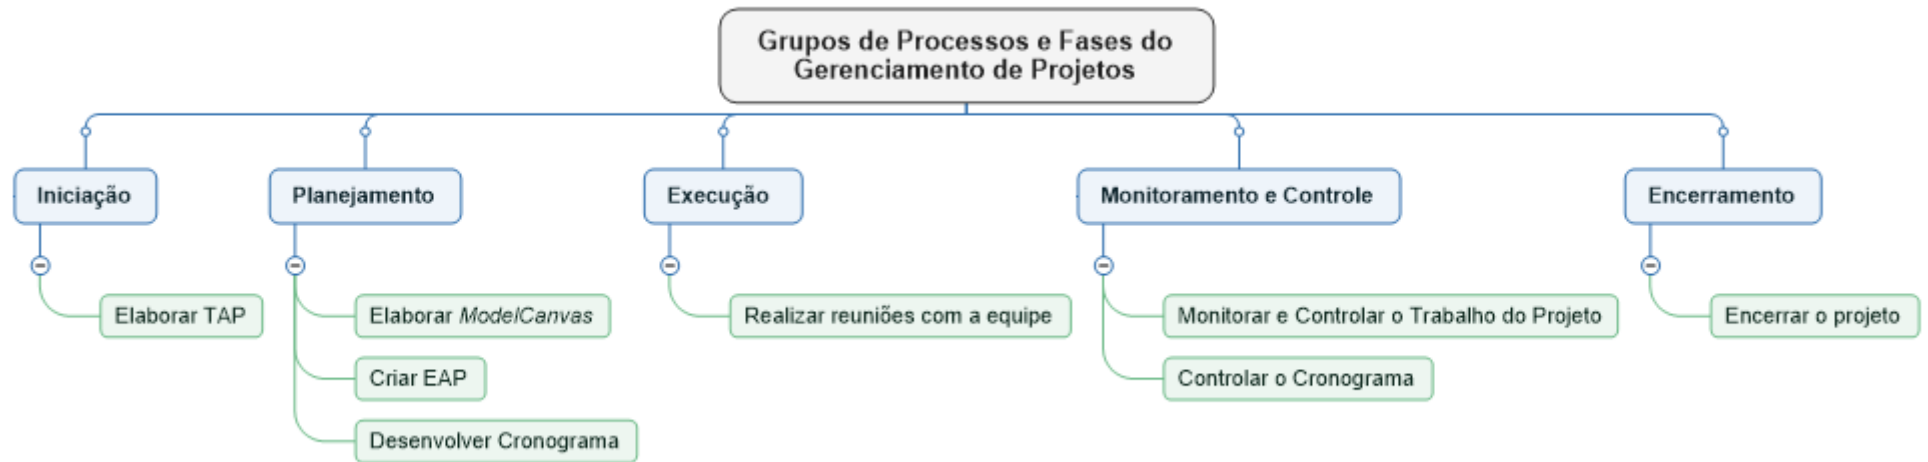 Grupos de Processos e Fases do
Gerenciamento de Projetos
Iniciação
Planejamento
Execução
Monitoramento e Controle
Encerramento
Elaborar TAP
Elaborar ModelCanvas
Realizar reuniões com a equipe
Monitorar e Controlar o Trabalho do Projeto
Encerrar o projeto
Criar EAP
Controlar o Cronograma
Desenvolver Cronograma